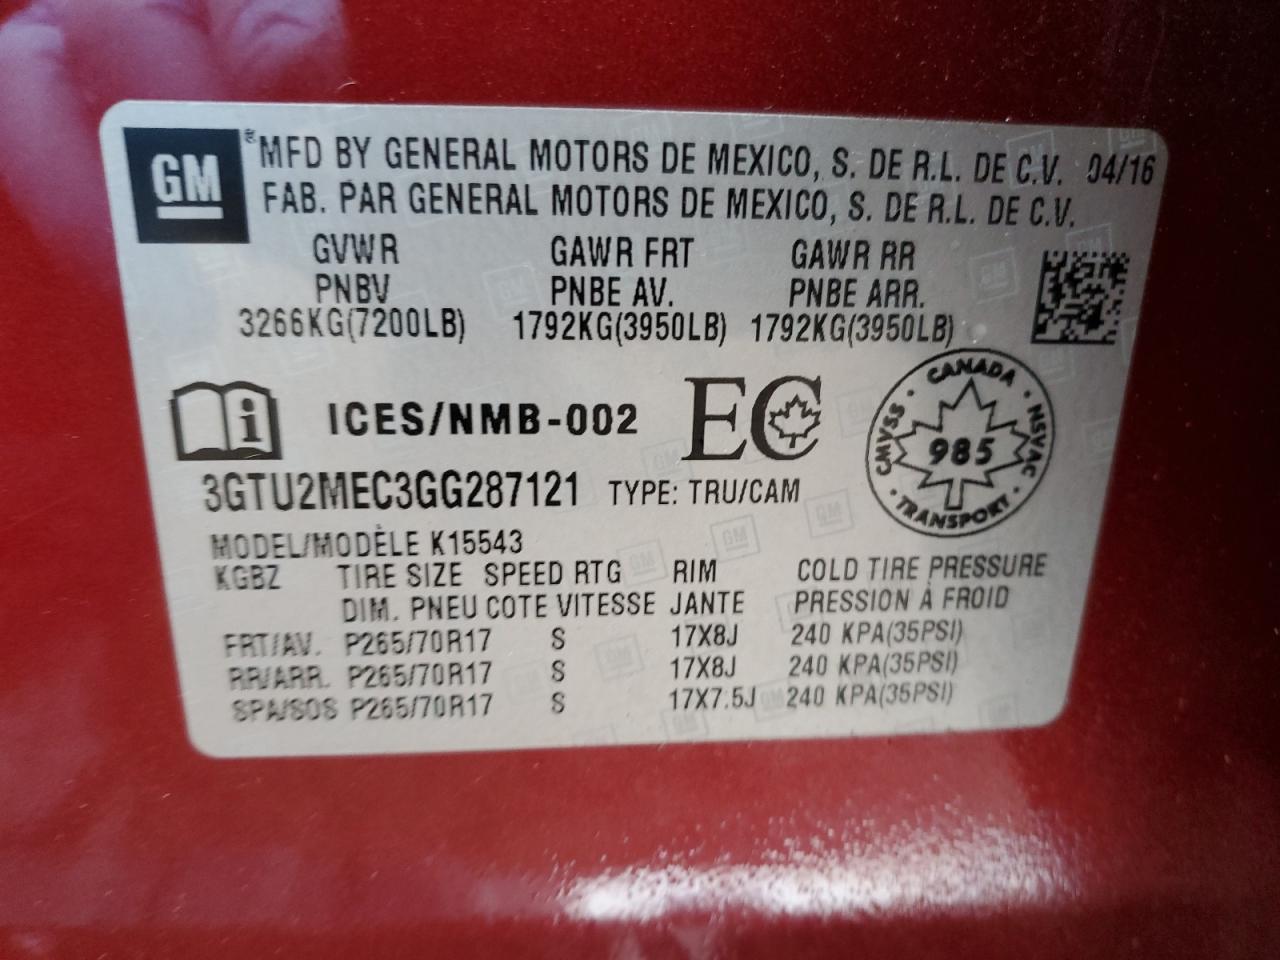 GM ® MFD BY GENERAL MOTORS DE MEXICO, S. DE R.L. DE C.V. 04/16
FAB. PAR GENERAL MOTORS DE MEXICO, S. DE R.L. DE C.V.
GVWR GAWR FRT GAWR RR
PNBV PNBE AV. PNBE ARR.
3266KG(7200LB) 1792KG(3950LB) 1792KG(3950LB)
i ICES/NMB-002 EC
CANADA
CMVSS 985 NSVAC
TRANSPORT
3GTU2MEC3GG287121 TYPE: TRU/CAM
MODEL/MODÈLE K15543
KGBZ TIRE SIZE SPEED RTG RIM COLD TIRE PRESSURE
DIM. PNEU COTE VITESSE JANTE PRESSION À FROID
FRT/AV. P265/70R17 S 17X8J 240 KPA(35PSI)
RR/ARR. P265/70R17 S 17X8J 240 KPA(35PSI)
SPA/SOS P265/70R17 S 17X7.5J 240 KPA(35PSI)